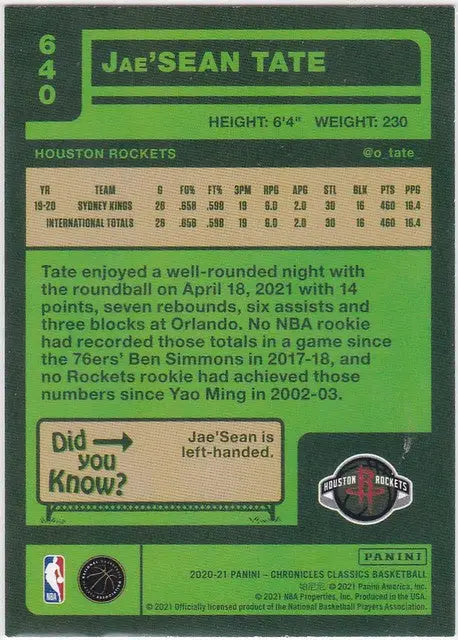 640
JAE'SEAN TATE
HEIGHT: 6'4" WEIGHT: 230
HOUSTON ROCKETS @o_tate_
YR TEAM G FG% FT% 3PM RPG APG STL BLK PTS PPG
19-20 SYDNEY KINGS 28 .658 .598 19 6.0 2.0 30 16 460 16.4
INTERNATIONAL TOTALS 28 .658 .598 19 6.0 2.0 30 16 460 16.4
Tate enjoyed a well-rounded night with
the roundball on April 18, 2021 with 14
points, seven rebounds, six assists and
three blocks at Orlando. No NBA rookie
had recorded those totals in a game since
the 76ers' Ben Simmons in 2017-18, and
no Rockets rookie had achieved those
numbers since Yao Ming in 2002-03.
Did
you
Know?
Jae'Sean is
left-handed.
HOUSTON ROCKETS
NBA
PANINI
2020-21 PANINI – CHRONICLES CLASSICS BASKETBALL
© 2021 Panini America, Inc.
© 2021 NBA Properties, Inc. Produced in the USA.
© 2021 Officially licensed product of the National Basketball Players Association.